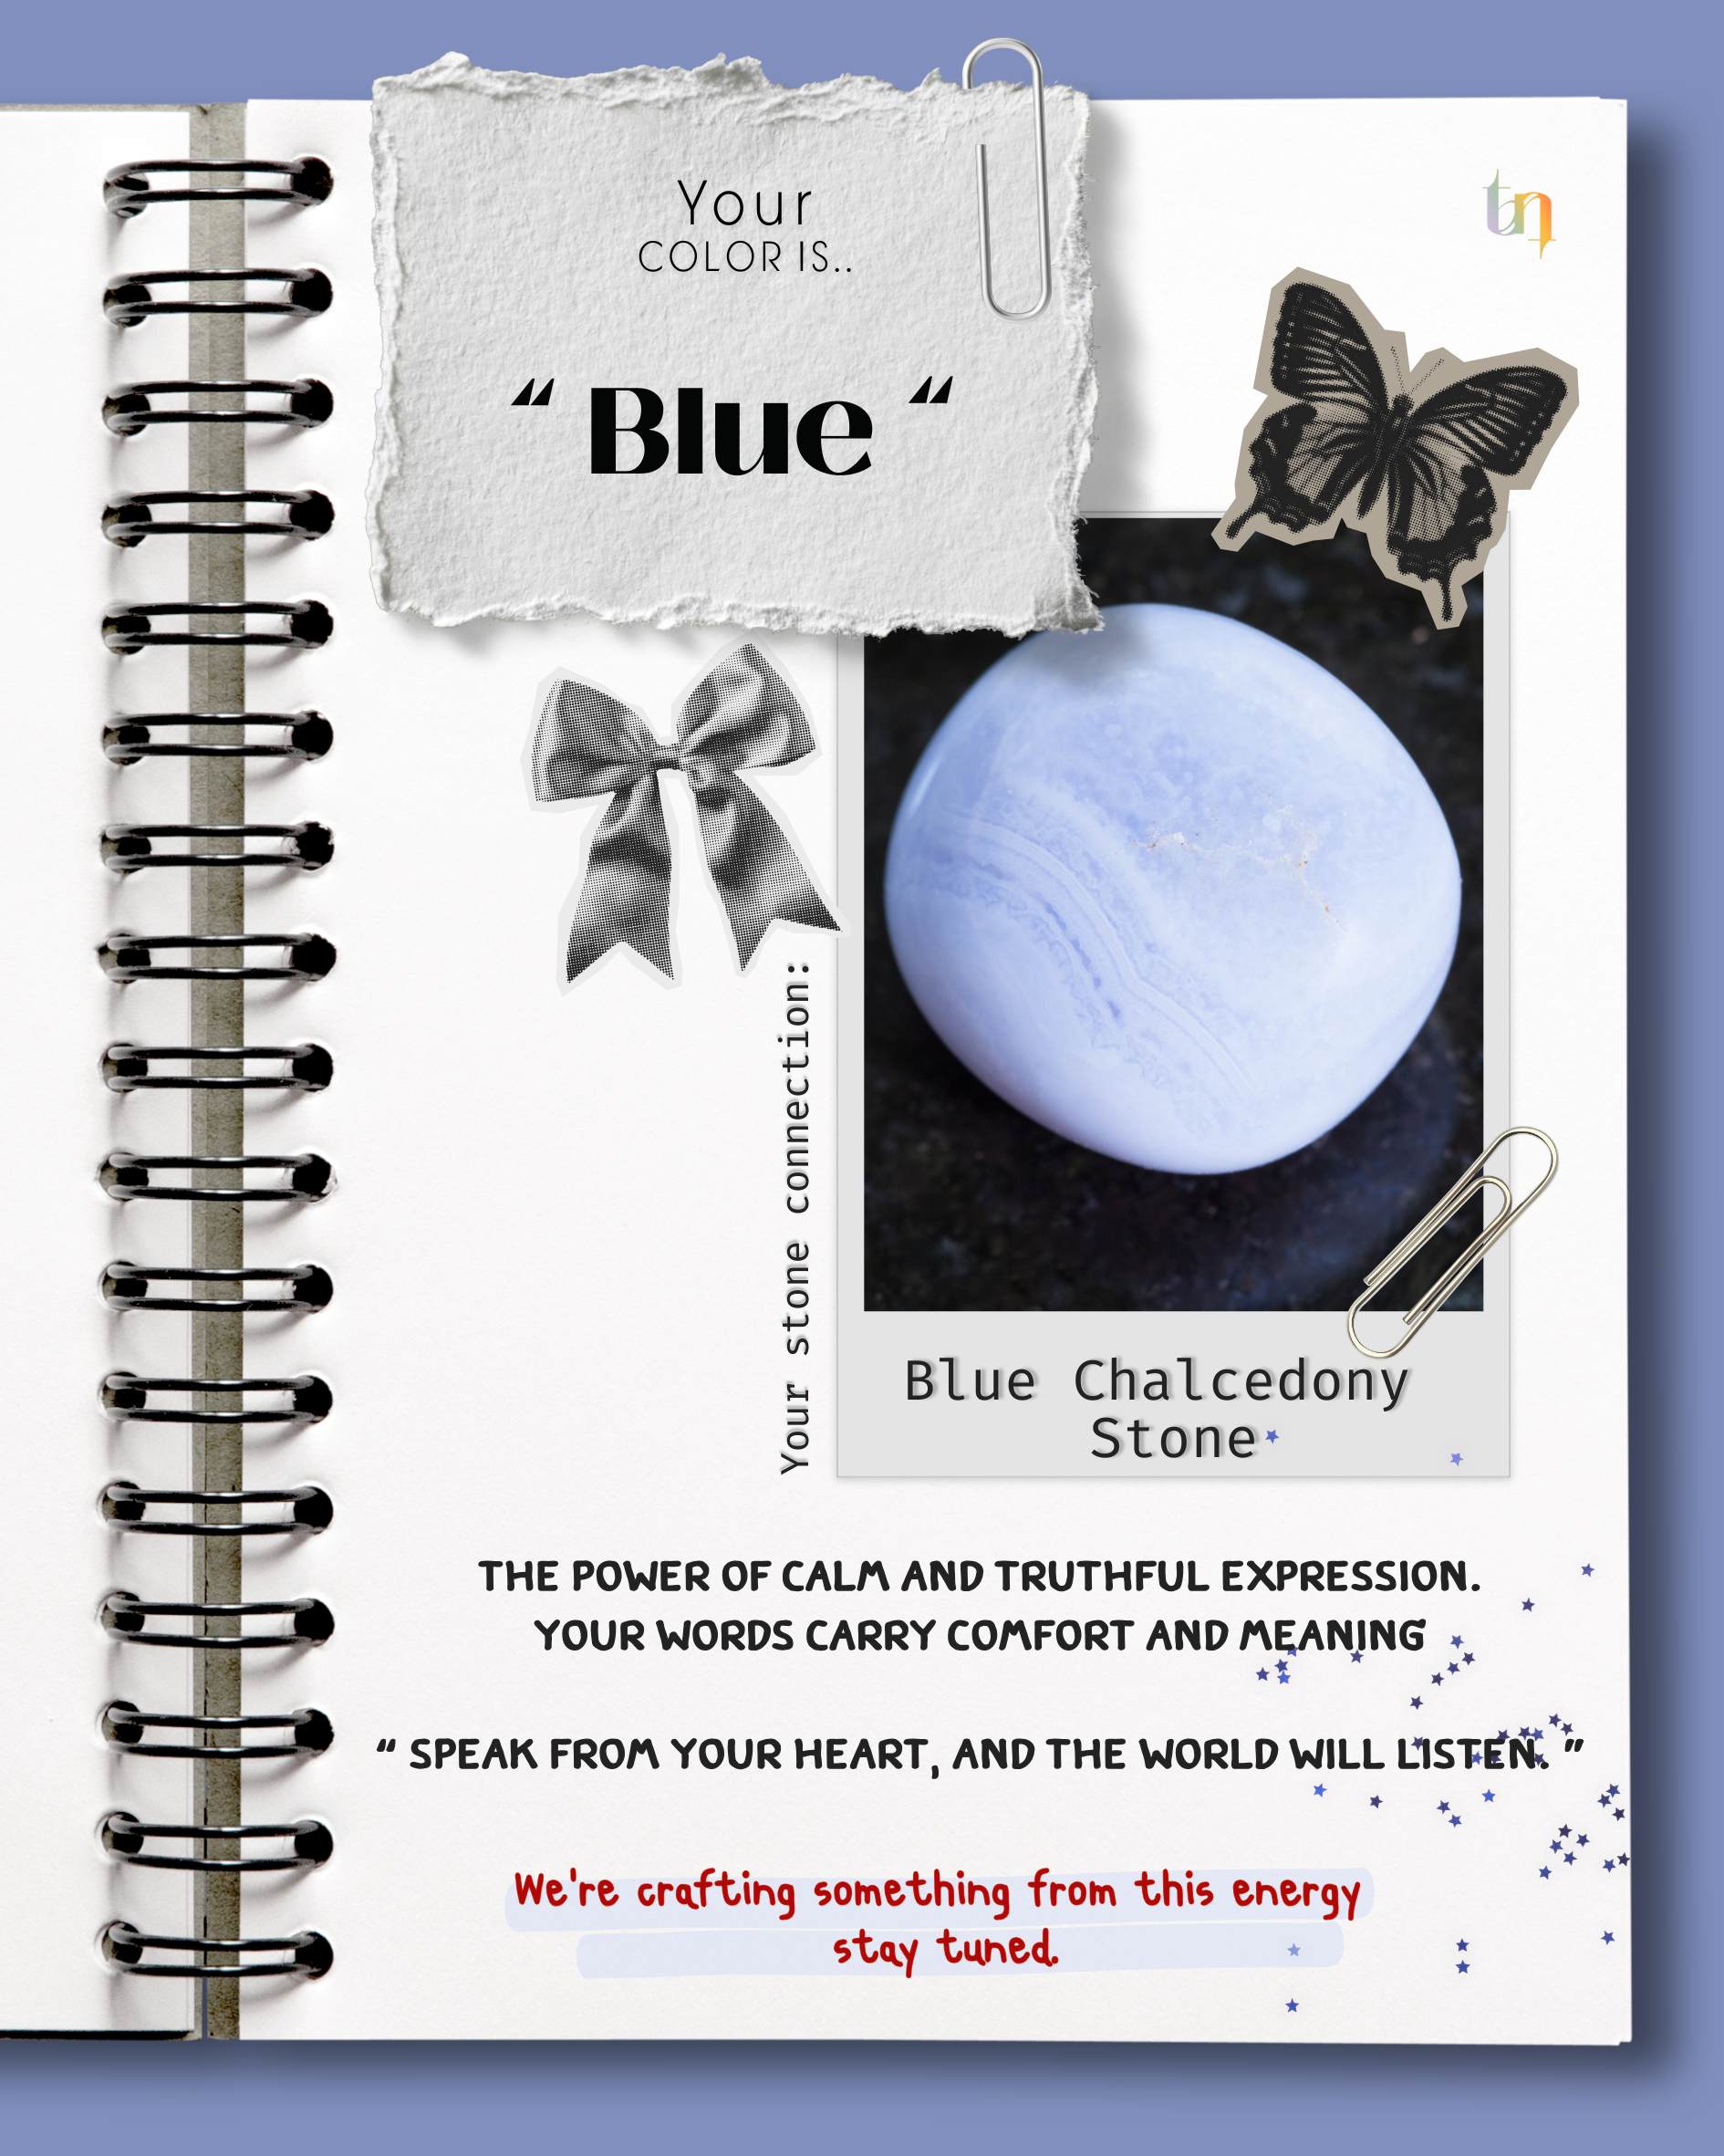 Your
COLOR IS..
“ Blue “
tn
Your stone connection:
Blue Chalcedony
Stone
THE POWER OF CALM AND TRUTHFUL EXPRESSION.
YOUR WORDS CARRY COMFORT AND MEANING
“ SPEAK FROM YOUR HEART, AND THE WORLD WILL LISTEN. ”
We're crafting something from this energy
stay tuned.